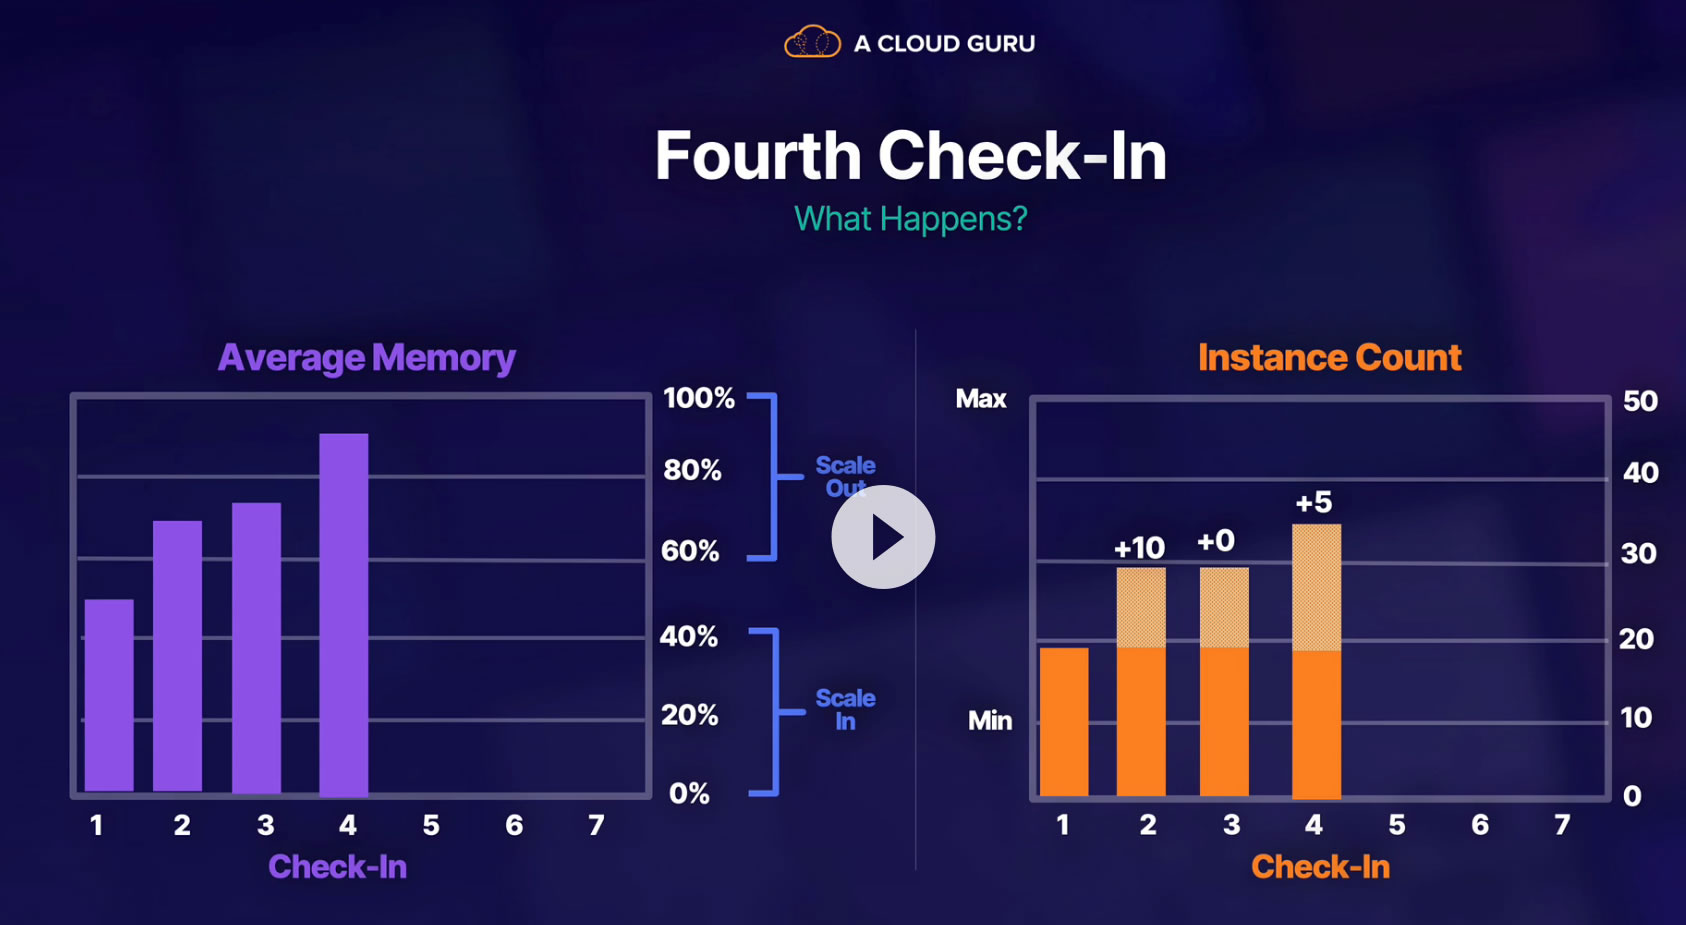 A CLOUD GURU
Fourth Check-In
What Happens?
Average Memory
100%
80%
60%
40%
20%
0%
Scale
Out
Scale
In
1 2 3 4 5 6 7
Check-In
Instance Count
Max
Min
50
40
30
20
10
0
+10 +0 +5
1 2 3 4 5 6 7
Check-In